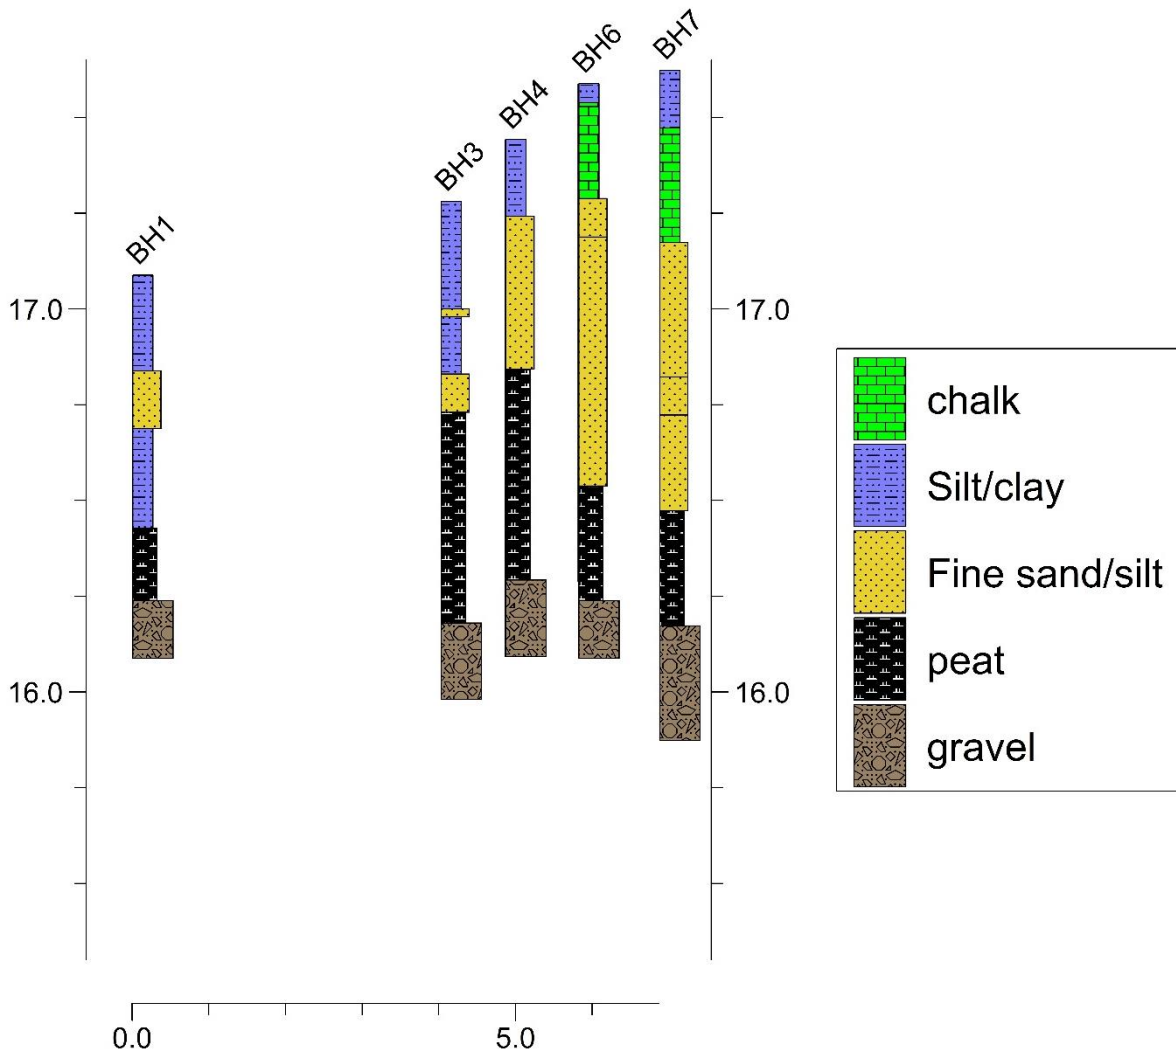 BH1
BH3
BH4
BH6
BH7
17.0
17.0
16.0
16.0
chalk
Silt/clay
Fine sand/silt
peat
gravel
0.0
5.0